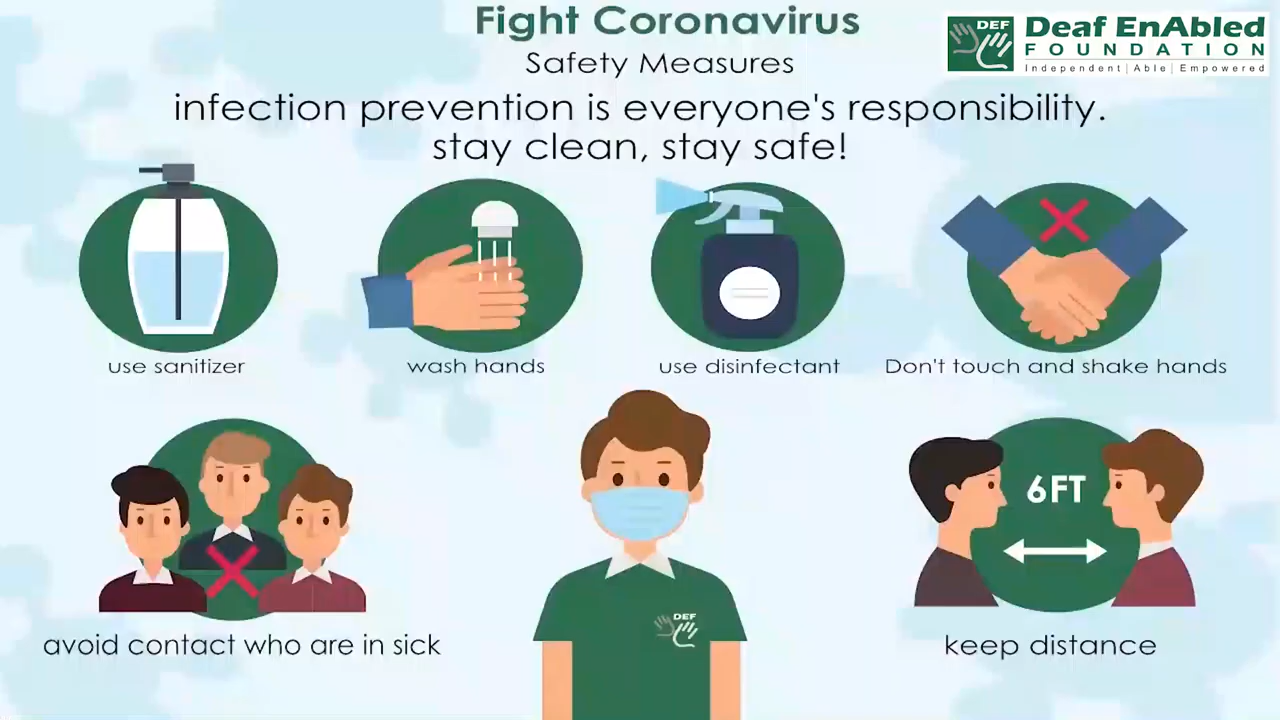 Fight Coronavirus
Safety Measures
DEF
Deaf EnAbled
FOUNDATION
Independent | Able | Empowered
infection prevention is everyone's responsibility.
stay clean, stay safe!
use sanitizer
wash hands
use disinfectant
Don't touch and shake hands
6FT
DEF
avoid contact who are in sick
keep distance